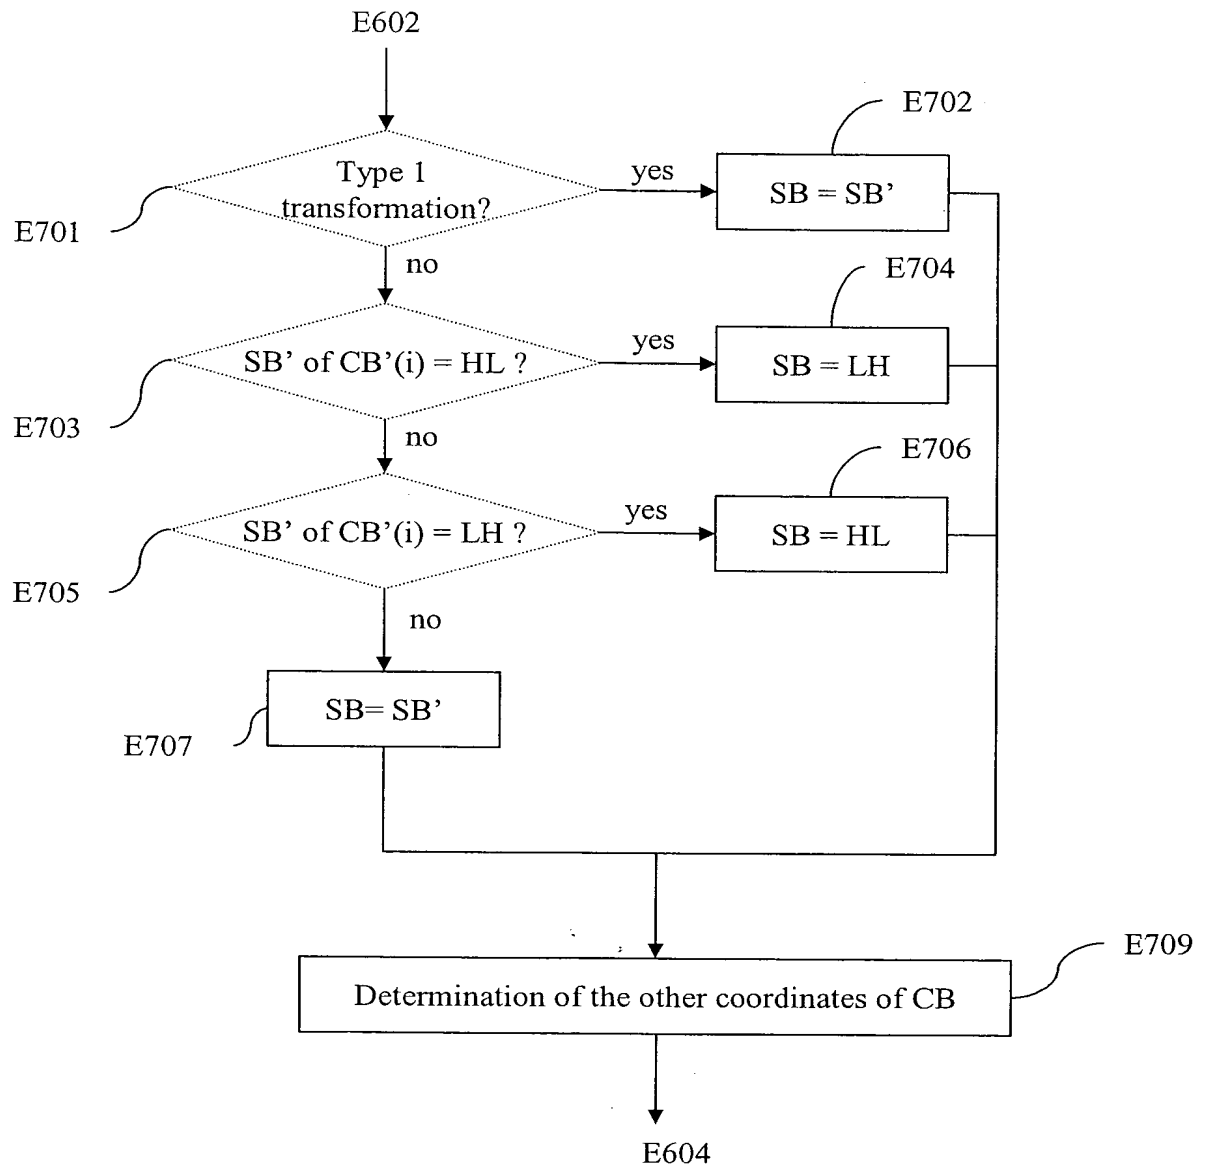 E602
E702
Type 1
transformation?
yes
SB = SB’
E701
no
E704
SB’ of CB’(i) = HL ?
yes
SB = LH
E703
no
E706
SB’ of CB’(i) = LH ?
yes
SB = HL
E705
no
SB= SB’
E707
E709
Determination of the other coordinates of CB
E604